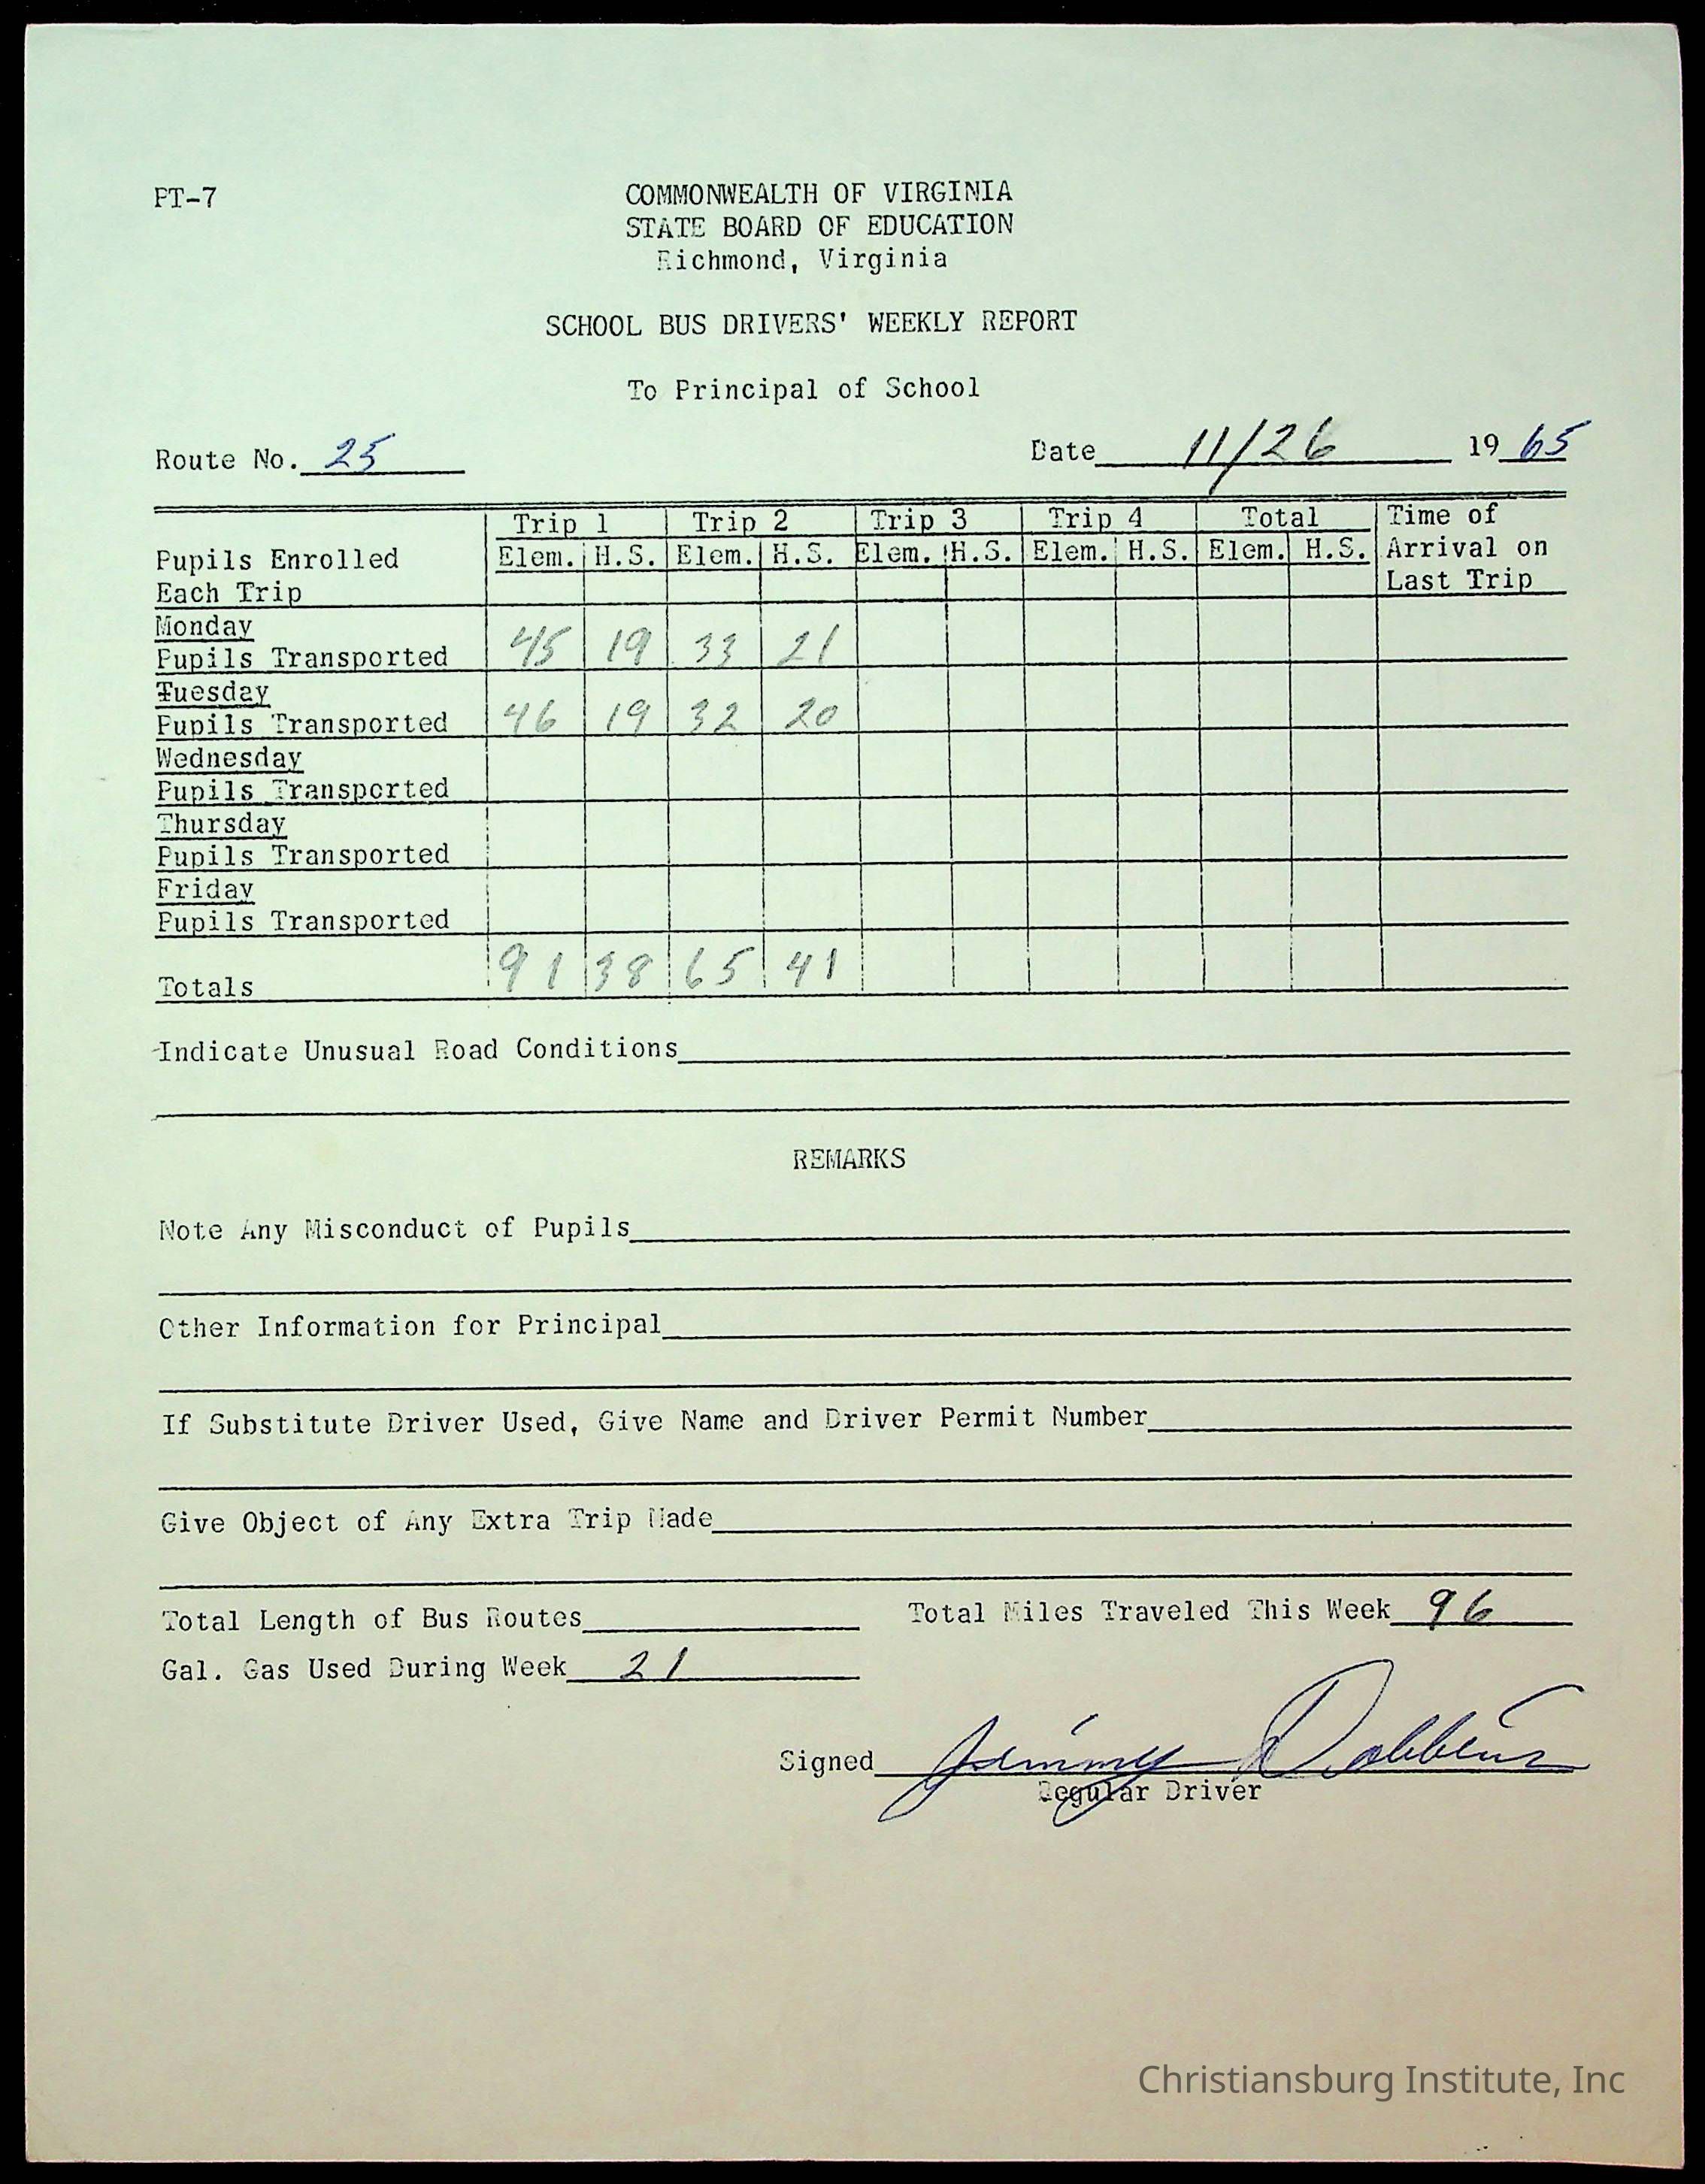 PT-7
COMMONWEALTH OF VIRGINIA
STATE BOARD OF EDUCATION
Richmond, Virginia
SCHOOL BUS DRIVERS' WEEKLY REPORT
To Principal of School
Route No. 25 Date 11/26 19 65
Trip 1 Trip 2 Trip 3 Trip 4 Total Time of
Pupils Enrolled Elem. H.S. Elem. H.S. Elem. H.S. Elem. H.S. Elem. H.S. Arrival on
Each Trip Last Trip
Monday
Pupils Transported 45 19 33 21
Tuesday
Pupils Transported 46 19 32 20
Wednesday
Pupils Transported
Thursday
Pupils Transported
Friday
Pupils Transported
Totals 91 38 65 41
Indicate Unusual Road Conditions
REMARKS
Note Any Misconduct of Pupils
Other Information for Principal
If Substitute Driver Used, Give Name and Driver Permit Number
Give Object of Any Extra Trip Made
Total Length of Bus Routes Total Miles Traveled This Week 96
Gal. Gas Used During Week 21
Signed Jimmy Dobbins
Regular Driver
Christiansburg Institute, Inc